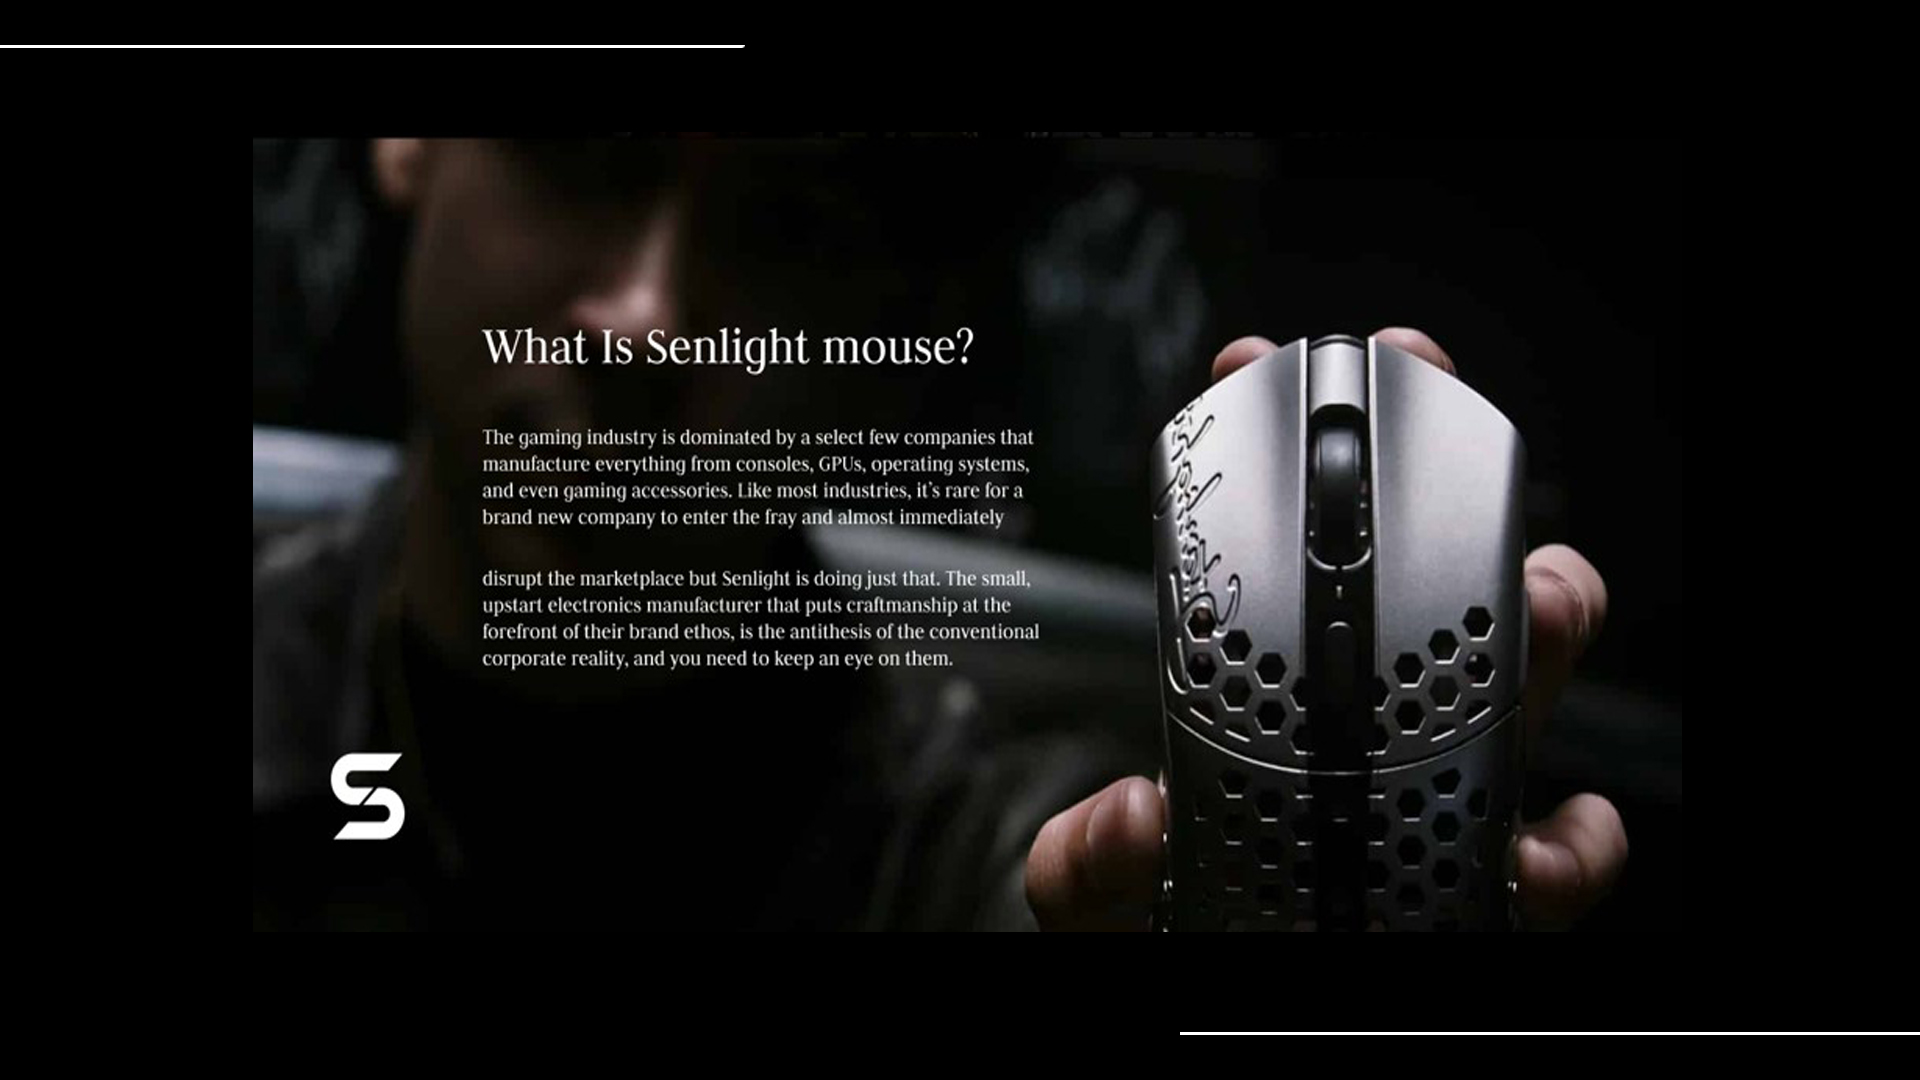 What Is Senlight mouse?
The gaming industry is dominated by a select few companies that
manufacture everything from consoles, GPUs, operating systems,
and even gaming accessories. Like most industries, it's rare for a
brand new company to enter the fray and almost immediately
disrupt the marketplace but Senlight is doing just that. The small,
upstart electronics manufacturer that puts craftmanship at the
forefront of their brand ethos, is the antithesis of the conventional
corporate reality, and you need to keep an eye on them.